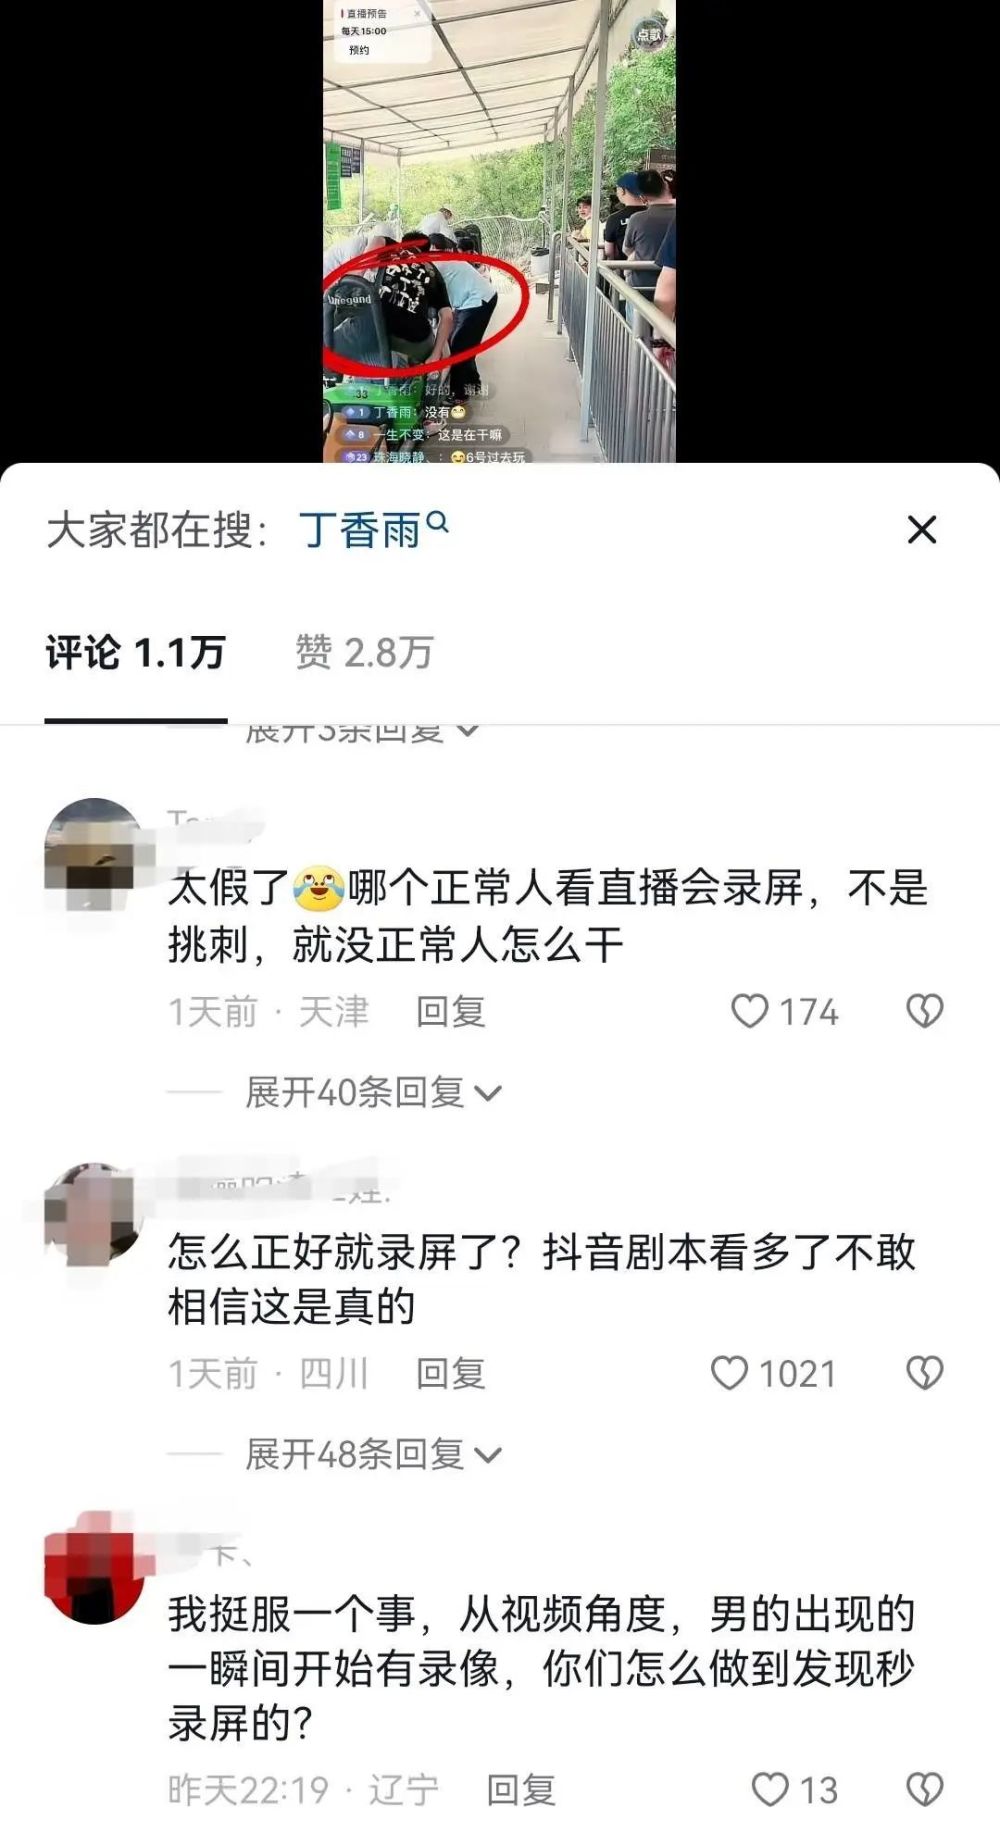 直播预告
每天15:00
预约
点歌
Wiegand
33
丁香雨：好的，谢谢
1 丁香雨：没有😁
8 一生不变：这是在干嘛
23 珠海晓静、：😄6号过去玩
大家都在搜：丁香雨
评论 1.1万 赞 2.8万
展开3条回复
太假了😂哪个正常人看直播会录屏，不是
挑刺，就没正常人怎么干
1天前 · 天津 回复 174
展开40条回复
怎么正好就录屏了？抖音剧本看多了不敢
相信这是真的
1天前 · 四川 回复 1021
展开48条回复
卡、
我挺服一个事，从视频角度，男的出现的
一瞬间开始有录像，你们怎么做到发现秒
录屏的？
昨天22:19 · 辽宁 回复 13